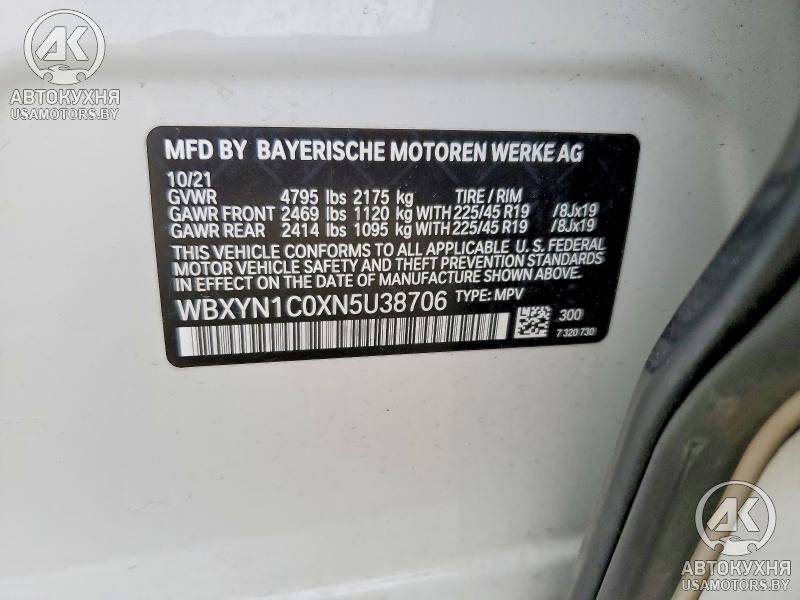 АК
АВТОКУХНЯ
USAMOTORS.BY
MFD BY BAYERISCHE MOTOREN WERKE AG
10/21
GVWR 4795 lbs 2175 kg TIRE / RIM
GAWR FRONT 2469 lbs 1120 kg WITH 225/45 R19 /8Jx19
GAWR REAR 2414 lbs 1095 kg WITH 225/45 R19 /8Jx19
THIS VEHICLE CONFORMS TO ALL APPLICABLE U. S. FEDERAL
MOTOR VEHICLE SAFETY AND THEFT PREVENTION STANDARDS
IN EFFECT ON THE DATE OF MANUFACTURE SHOWN ABOVE.
WBXYN1C0XN5U38706 TYPE: MPV
300
7 320 730
АК
АВТОКУХНЯ
USAMOTORS.BY